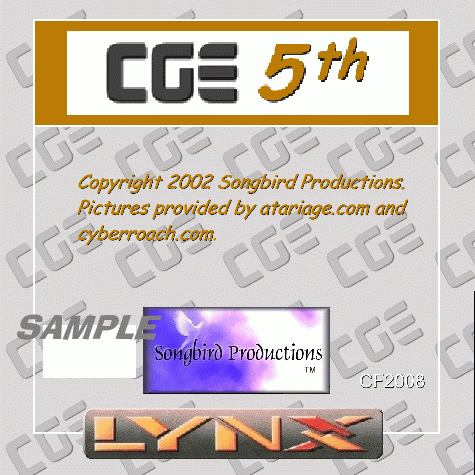 CGE 5th
Copyright 2002 Songbird Productions.
Pictures provided by atariage.com and
cyberroach.com.
SAMPLE
Songbird Productions
TM
CF2008
LYNX